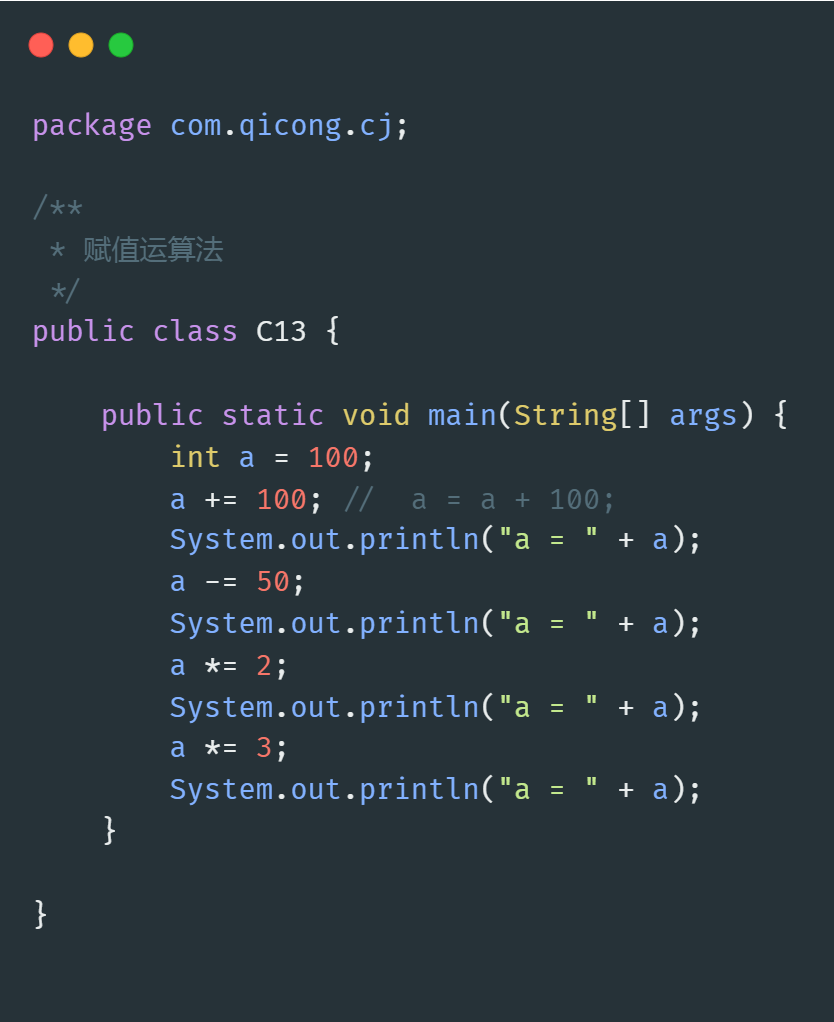 package com.qicong.cj;
/**
 * 赋值运算法
 */
public class C13 {
    public static void main(String[] args) {
        int a = 100;
        a += 100; //  a = a + 100;
        System.out.println("a = " + a);
        a -= 50;
        System.out.println("a = " + a);
        a *= 2;
        System.out.println("a = " + a);
        a *= 3;
        System.out.println("a = " + a);
    }
}